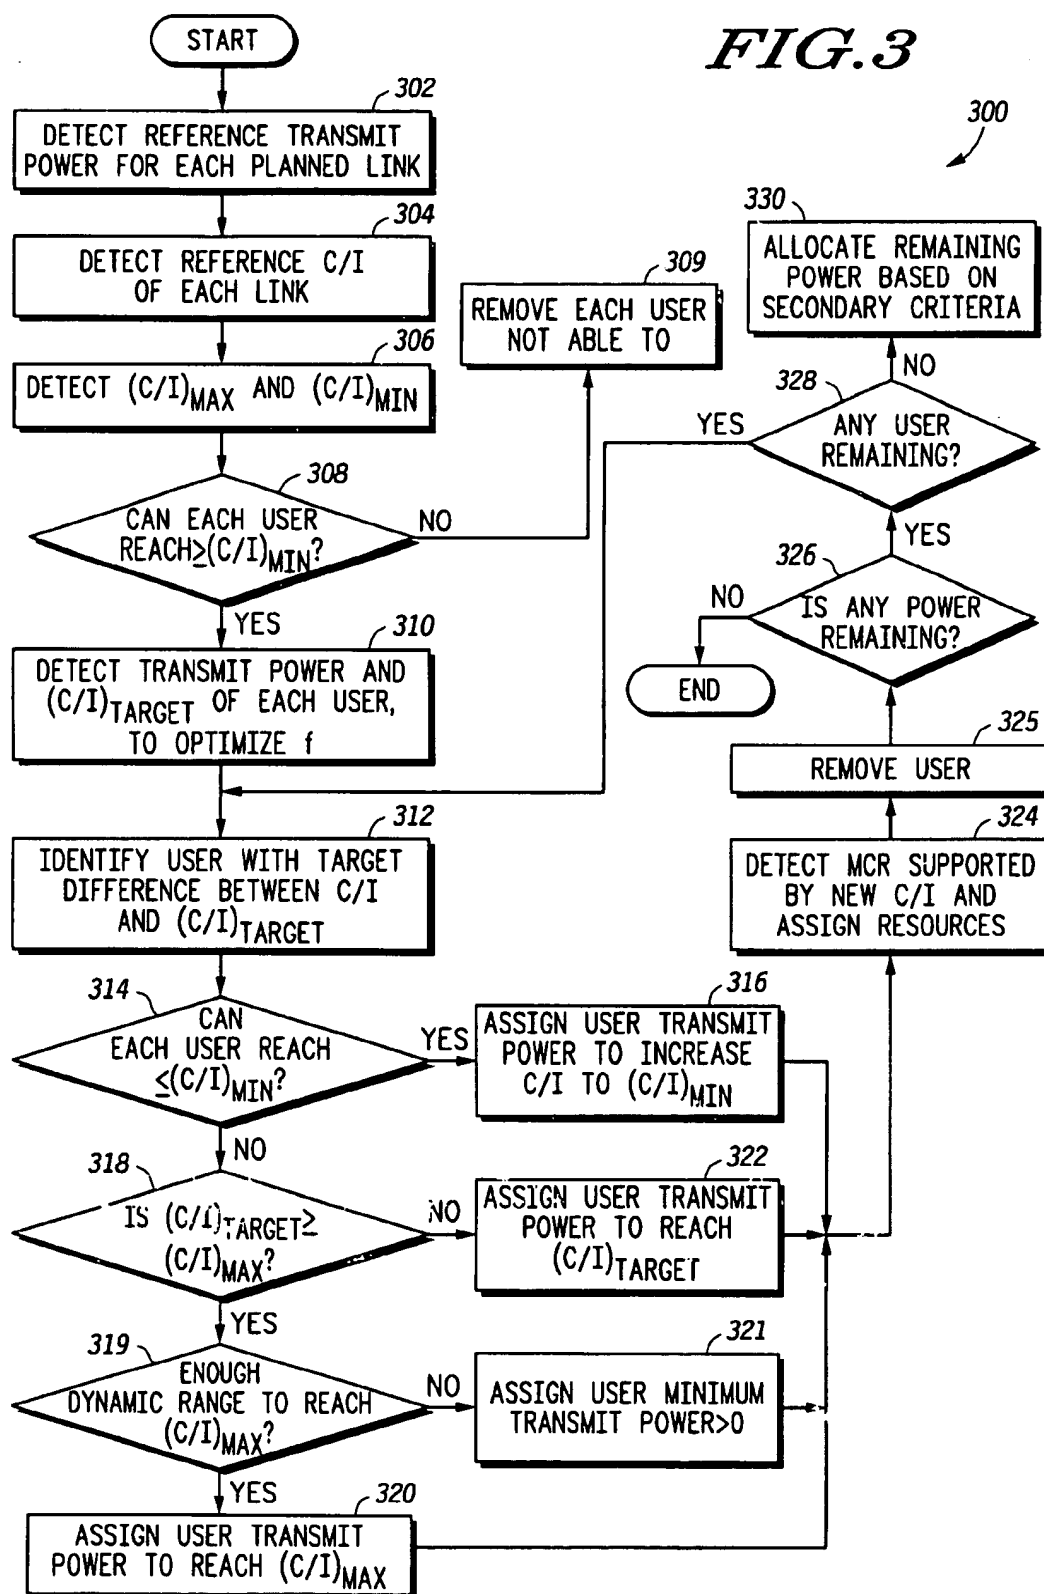 FIG.3
300
START
302
DETECT REFERENCE TRANSMIT
POWER FOR EACH PLANNED LINK
304
DETECT REFERENCE C/I
OF EACH LINK
306
DETECT (C/I)MAX AND (C/I)MIN
308
CAN EACH USER
REACH≥(C/I)MIN?
NO
309
REMOVE EACH USER
NOT ABLE TO
YES
310
DETECT TRANSMIT POWER AND
(C/I)TARGET OF EACH USER,
TO OPTIMIZE f
312
IDENTIFY USER WITH TARGET
DIFFERENCE BETWEEN C/I
AND (C/I)TARGET
314
CAN
EACH USER REACH
≤(C/I)MIN?
YES
316
ASSIGN USER TRANSMIT
POWER TO INCREASE
C/I TO (C/I)MIN
NO
318
IS (C/I)TARGET≥
(C/I)MAX?
NO
322
ASSIGN USER TRANSMIT
POWER TO REACH
(C/I)TARGET
YES
319
ENOUGH
DYNAMIC RANGE TO REACH
(C/I)MAX?
NO
321
ASSIGN USER MINIMUM
TRANSMIT POWER>0
YES
320
ASSIGN USER TRANSMIT
POWER TO REACH (C/I)MAX
324
DETECT MCR SUPPORTED
BY NEW C/I AND
ASSIGN RESOURCES
325
REMOVE USER
326
IS ANY POWER
REMAINING?
NO
END
YES
328
ANY USER
REMAINING?
YES
NO
330
ALLOCATE REMAINING
POWER BASED ON
SECONDARY CRITERIA